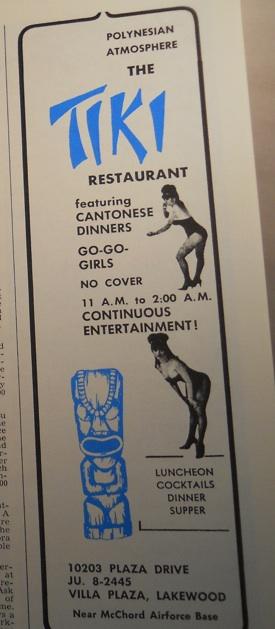 POLYNESIAN
ATMOSPHERE
THE
TIKI
RESTAURANT
featuring
CANTONESE
DINNERS
GO-GO-
GIRLS
NO COVER
11 A.M. to 2:00 A.M.
CONTINUOUS
ENTERTAINMENT!
LUNCHEON
COCKTAILS
DINNER
SUPPER
10203 PLAZA DRIVE
JU. 8-2445
VILLA PLAZA, LAKEWOOD
Near McChord Airforce Base